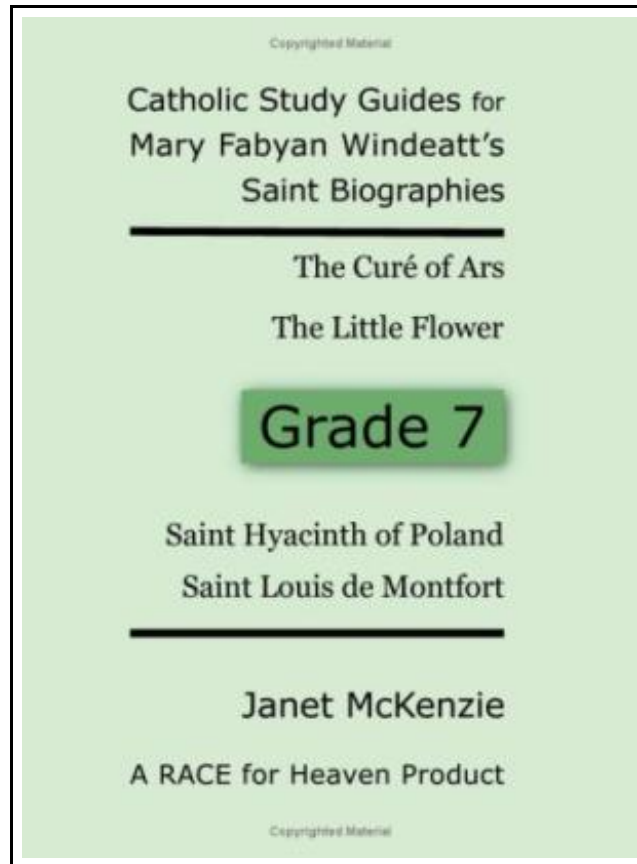 Copyrighted Material
Catholic Study Guides for
Mary Fabyan Windeatt's
Saint Biographies
The Curé of Ars
The Little Flower
Grade 7
Saint Hyacinth of Poland
Saint Louis de Montfort
Janet McKenzie
A RACE for Heaven Product
Copyrighted Material